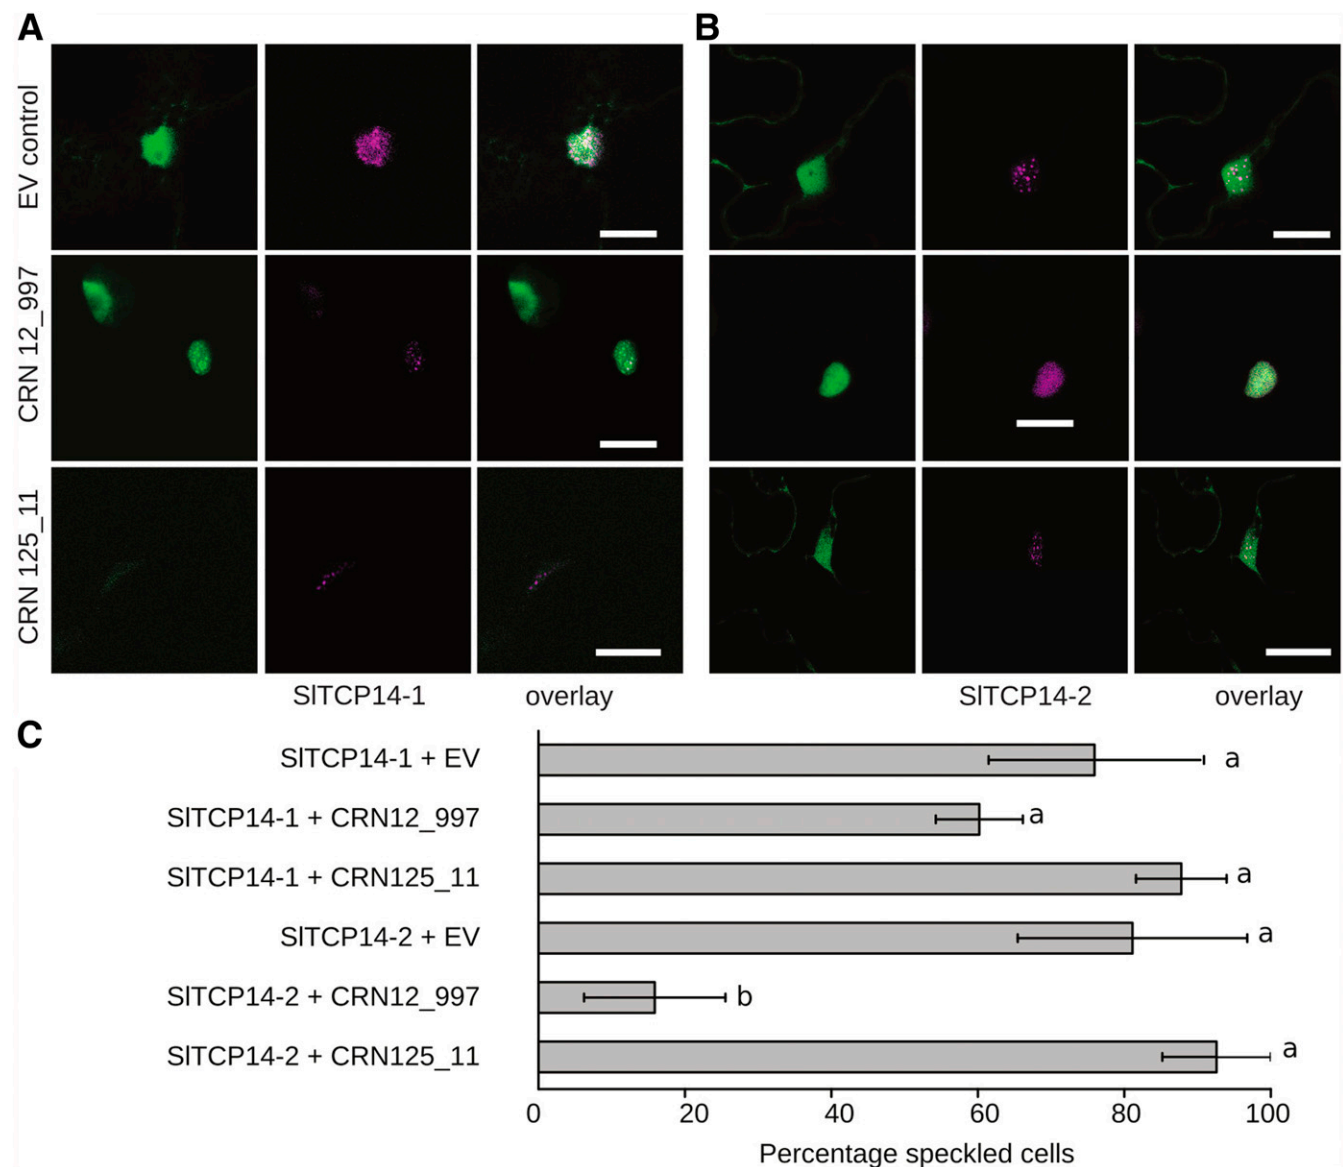 A
B
EV control
CRN 12_997
CRN 125_11
SlTCP14-1
overlay
SlTCP14-2
overlay
C
SlTCP14-1 + EV
a
SlTCP14-1 + CRN12_997
a
SlTCP14-1 + CRN125_11
a
SlTCP14-2 + EV
a
SlTCP14-2 + CRN12_997
b
SlTCP14-2 + CRN125_11
a
0 20 40 60 80 100
Percentage speckled cells